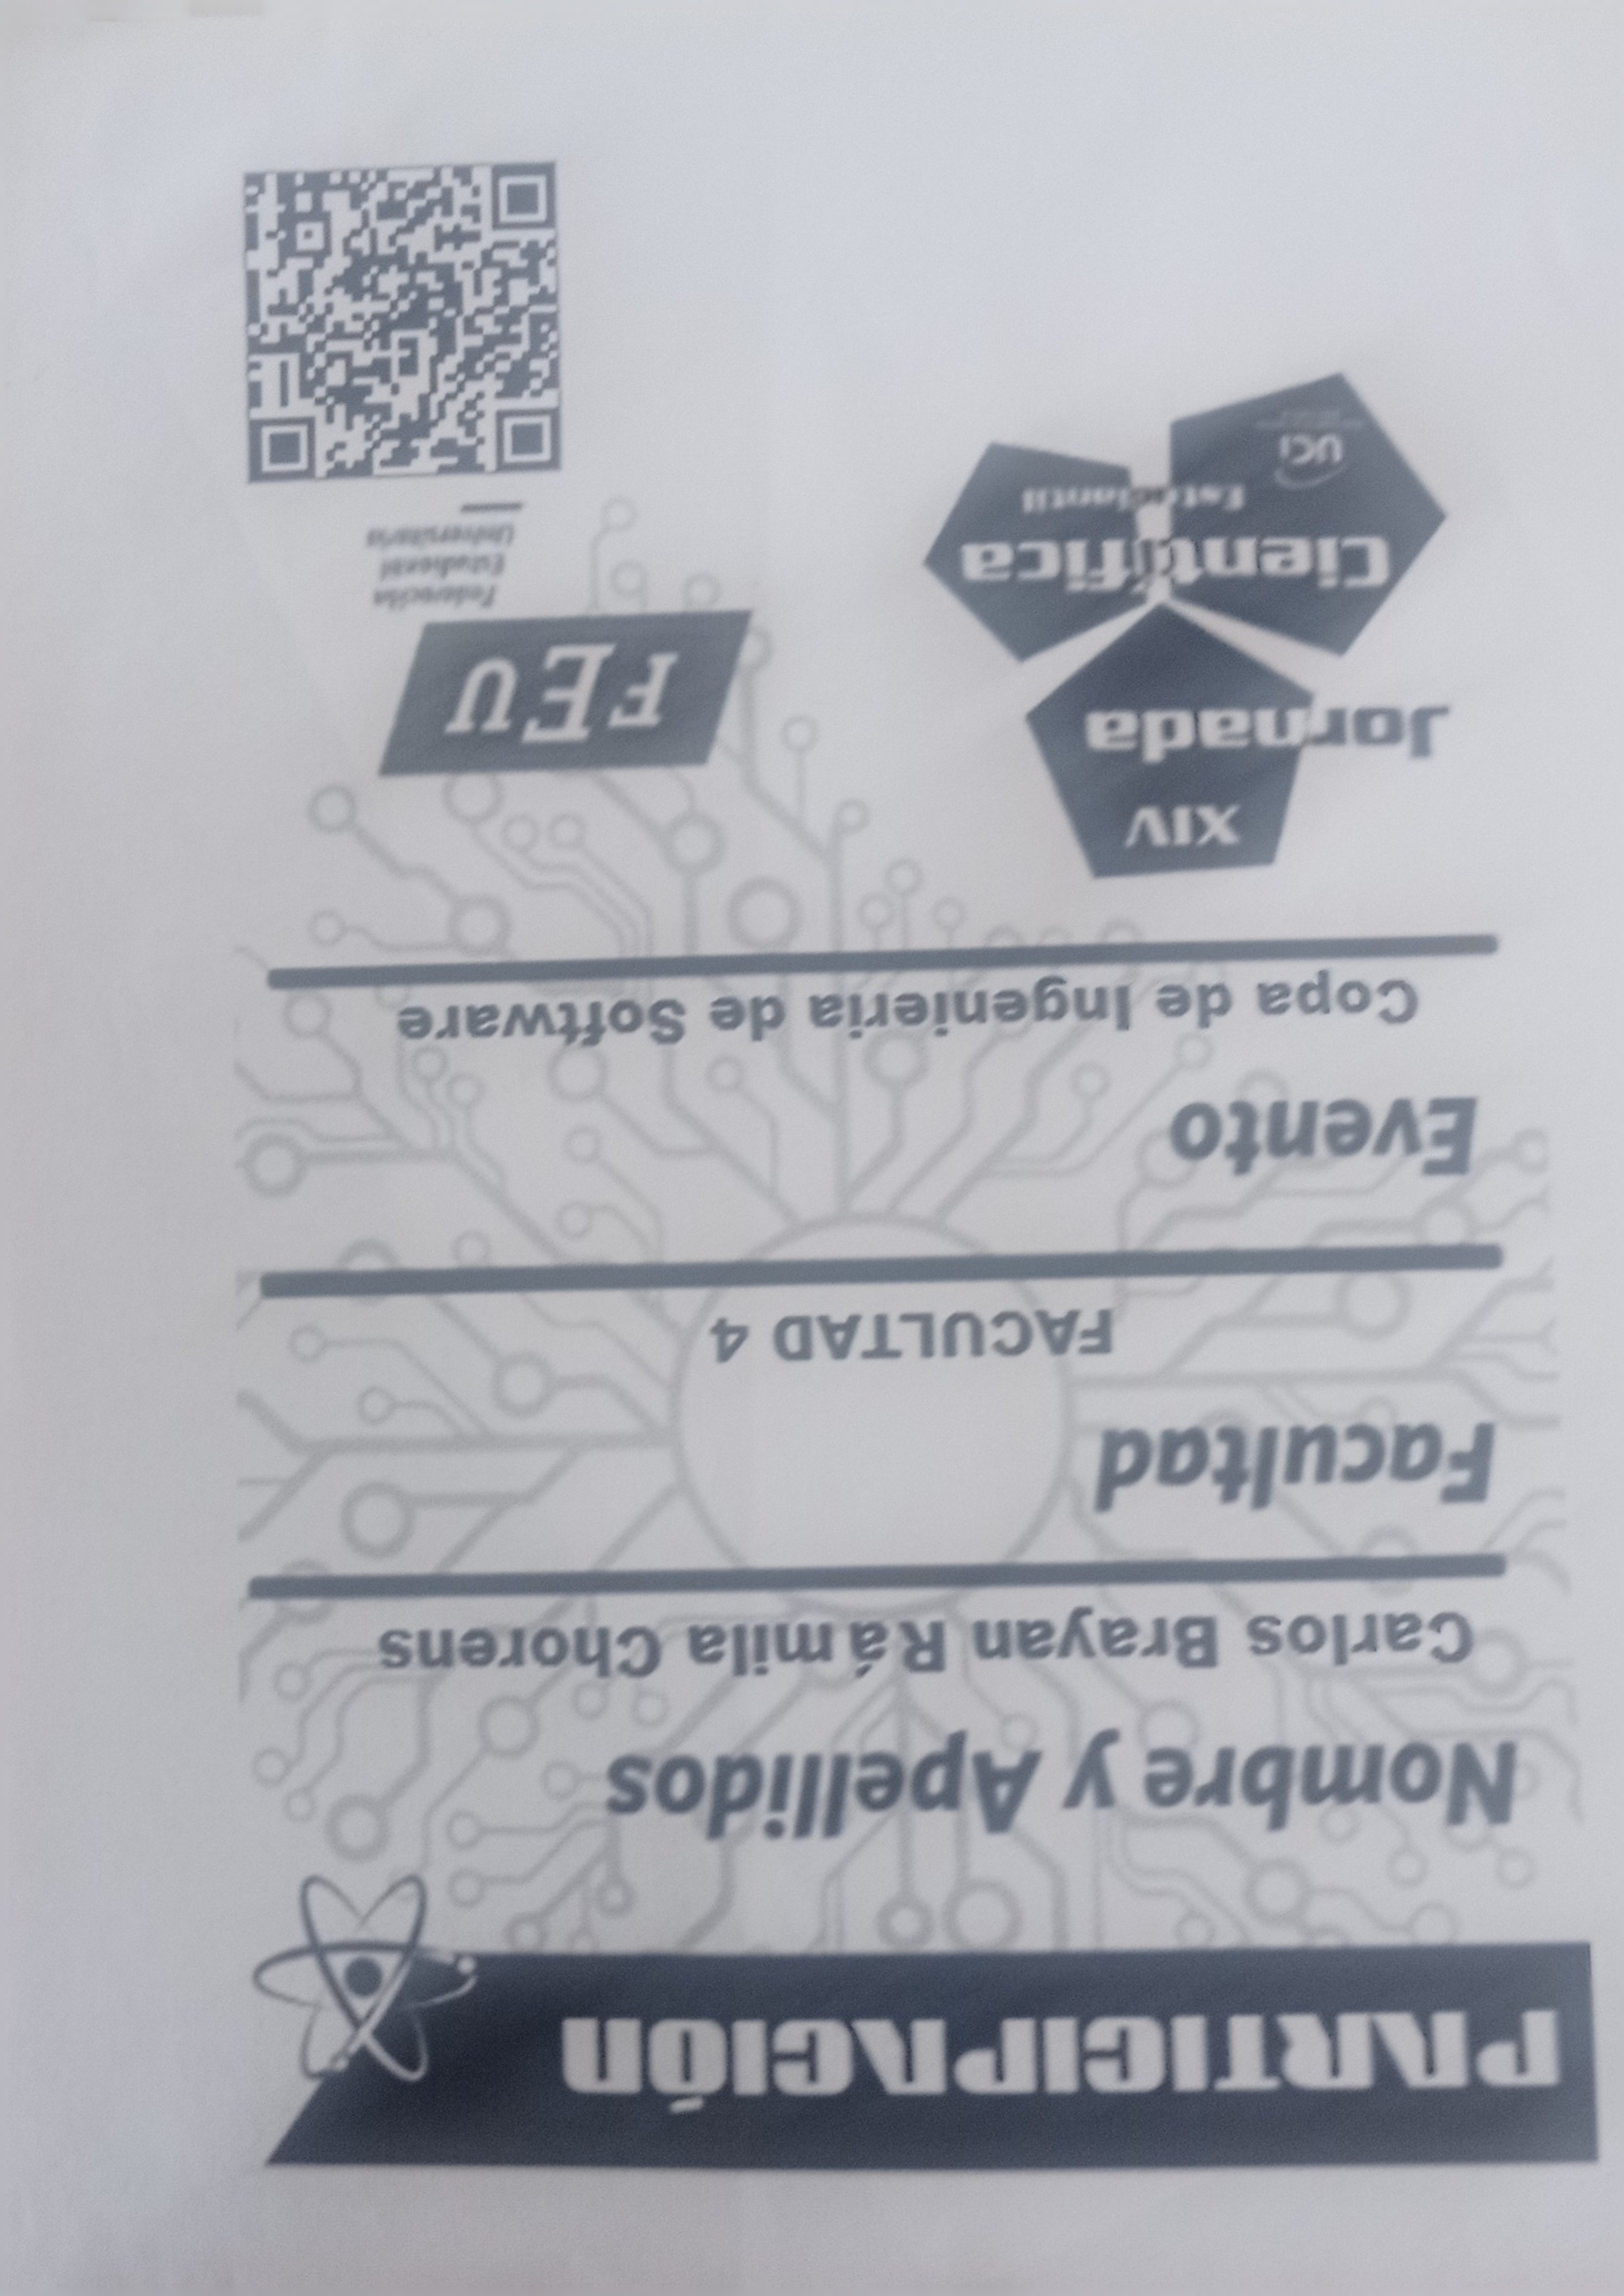 PARTICIPACIÓN
Nombre y Apellidos
Carlos Brayan Rámila Chorens
Facultad
FACULTAD 4
Evento
Copa de Ingenieria de Software
XIV
Jornada
Científica
Estudiantil
UCi
FEU
Federación
Estudiantil
Universitaria